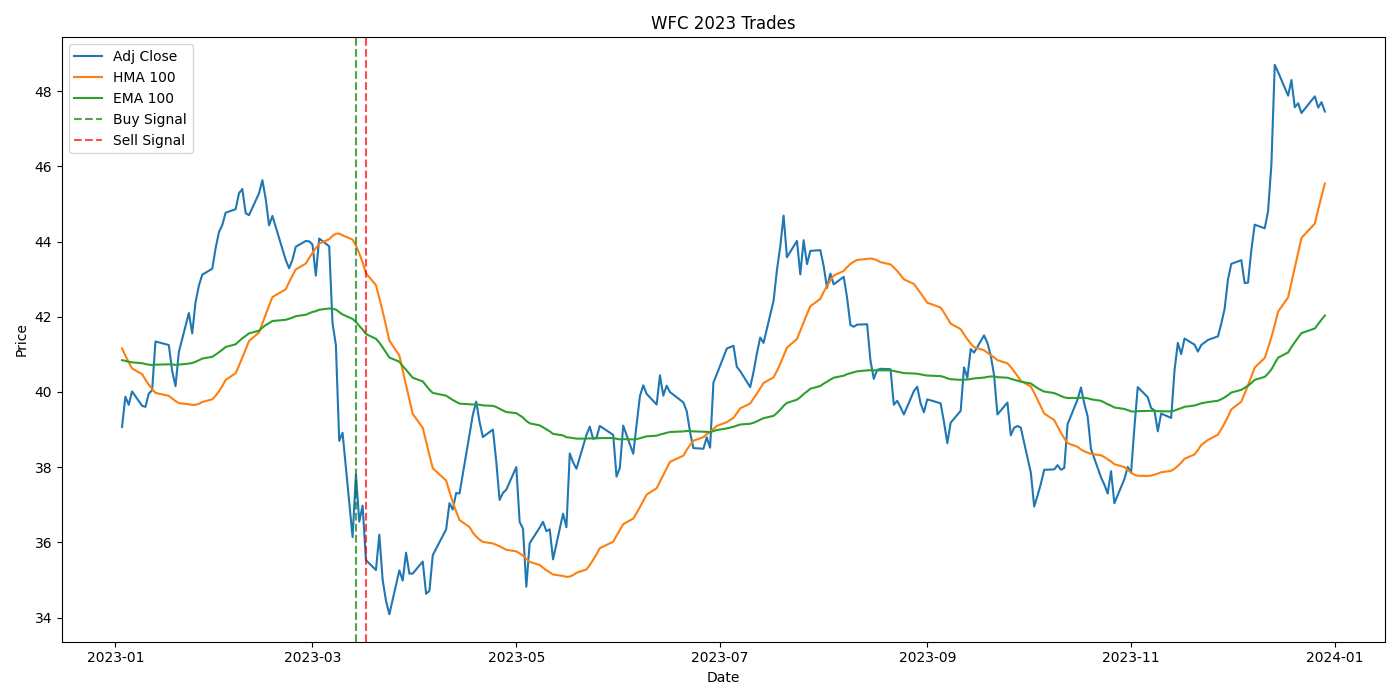 WFC 2023 Trades
Adj Close
HMA 100
EMA 100
Buy Signal
Sell Signal
Price
48
46
44
42
40
38
36
34
2023-01
2023-03
2023-05
2023-07
2023-09
2023-11
2024-01
Date